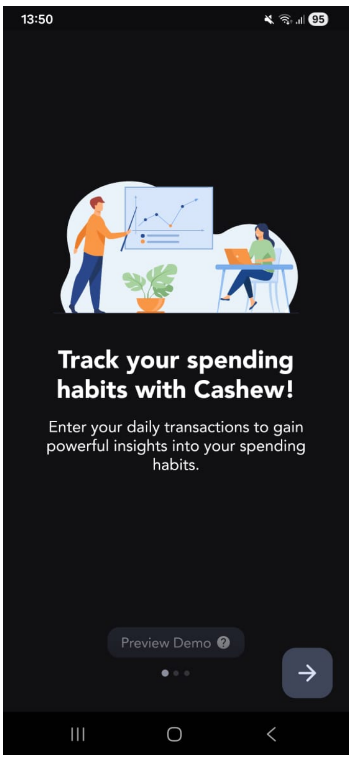 13:50
95
Track your spending
habits with Cashew!
Enter your daily transactions to gain
powerful insights into your spending
habits.
Preview Demo ?